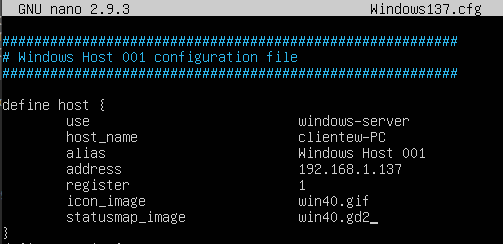 GNU nano 2.9.3 Windows137.cfg
#########################################################
# Windows Host 001 configuration file
#########################################################
define host {
use windows-server
host_name clientew-PC
alias Windows Host 001
address 192.168.1.137
register 1
icon_image win40.gif
statusmap_image win40.gd2_
}